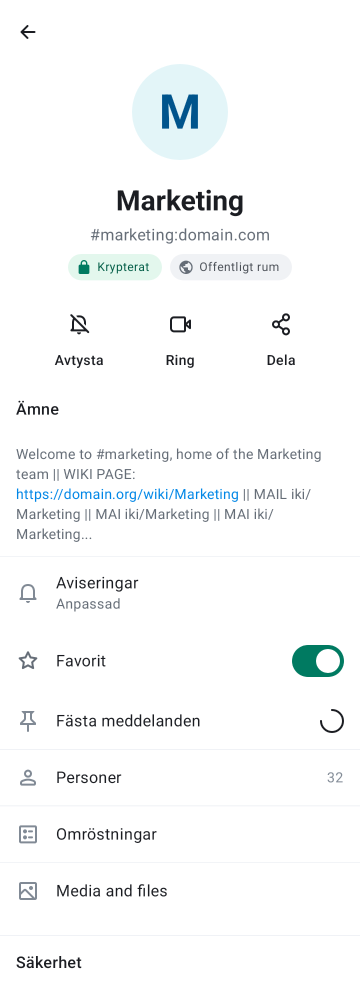 M
Marketing
#marketing:domain.com
Krypterat
Offentligt rum
Avtysta
Ring
Dela
Ämne
Welcome to #marketing, home of the Marketing
team || WIKI PAGE:
https://domain.org/wiki/Marketing || MAIL iki/
Marketing || MAI iki/Marketing || MAI iki/
Marketing...
Aviseringar
Anpassad
Favorit
Fästa meddelanden
Personer 32
Omröstningar
Media and files
Säkerhet